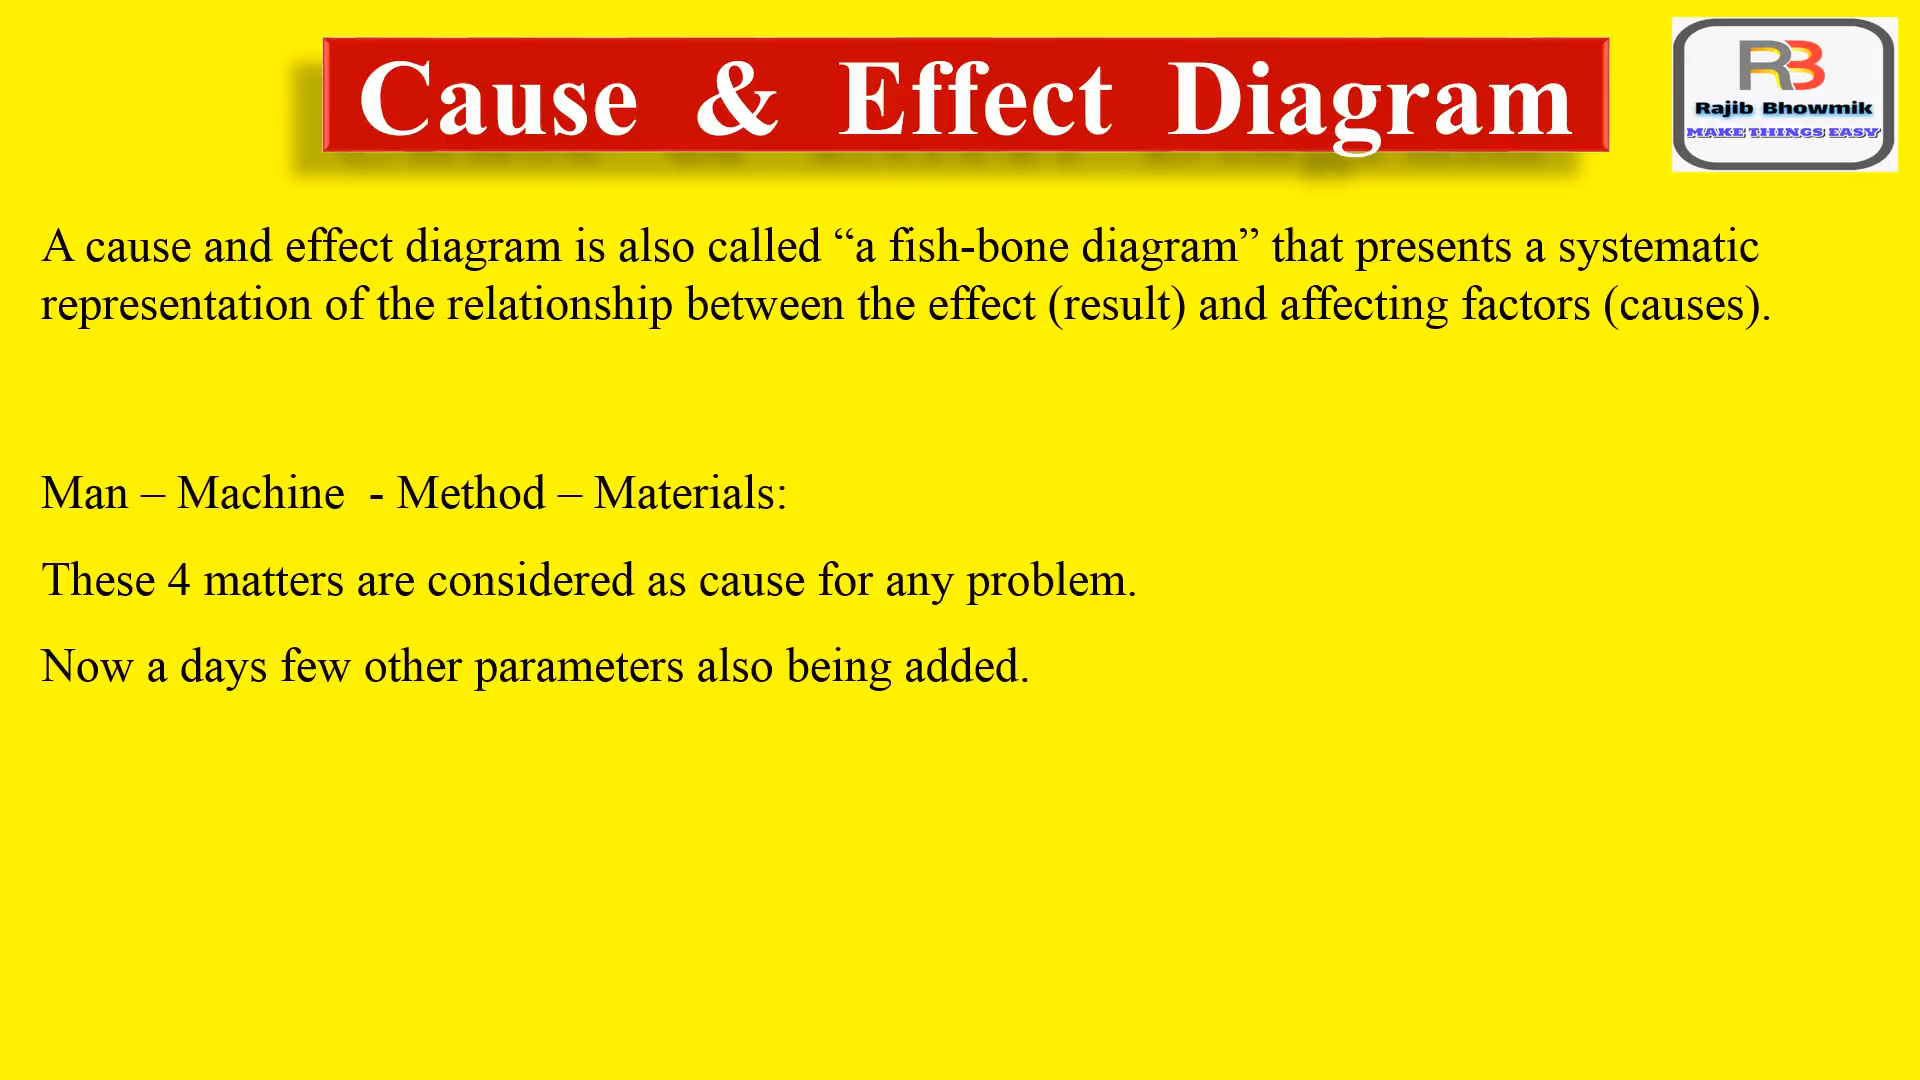 Cause & Effect Diagram
RB
Rajib Bhowmik
MAKE THINGS EASY
A cause and effect diagram is also called “a fish-bone diagram” that presents a systematic
representation of the relationship between the effect (result) and affecting factors (causes).
Man – Machine - Method – Materials:
These 4 matters are considered as cause for any problem.
Now a days few other parameters also being added.